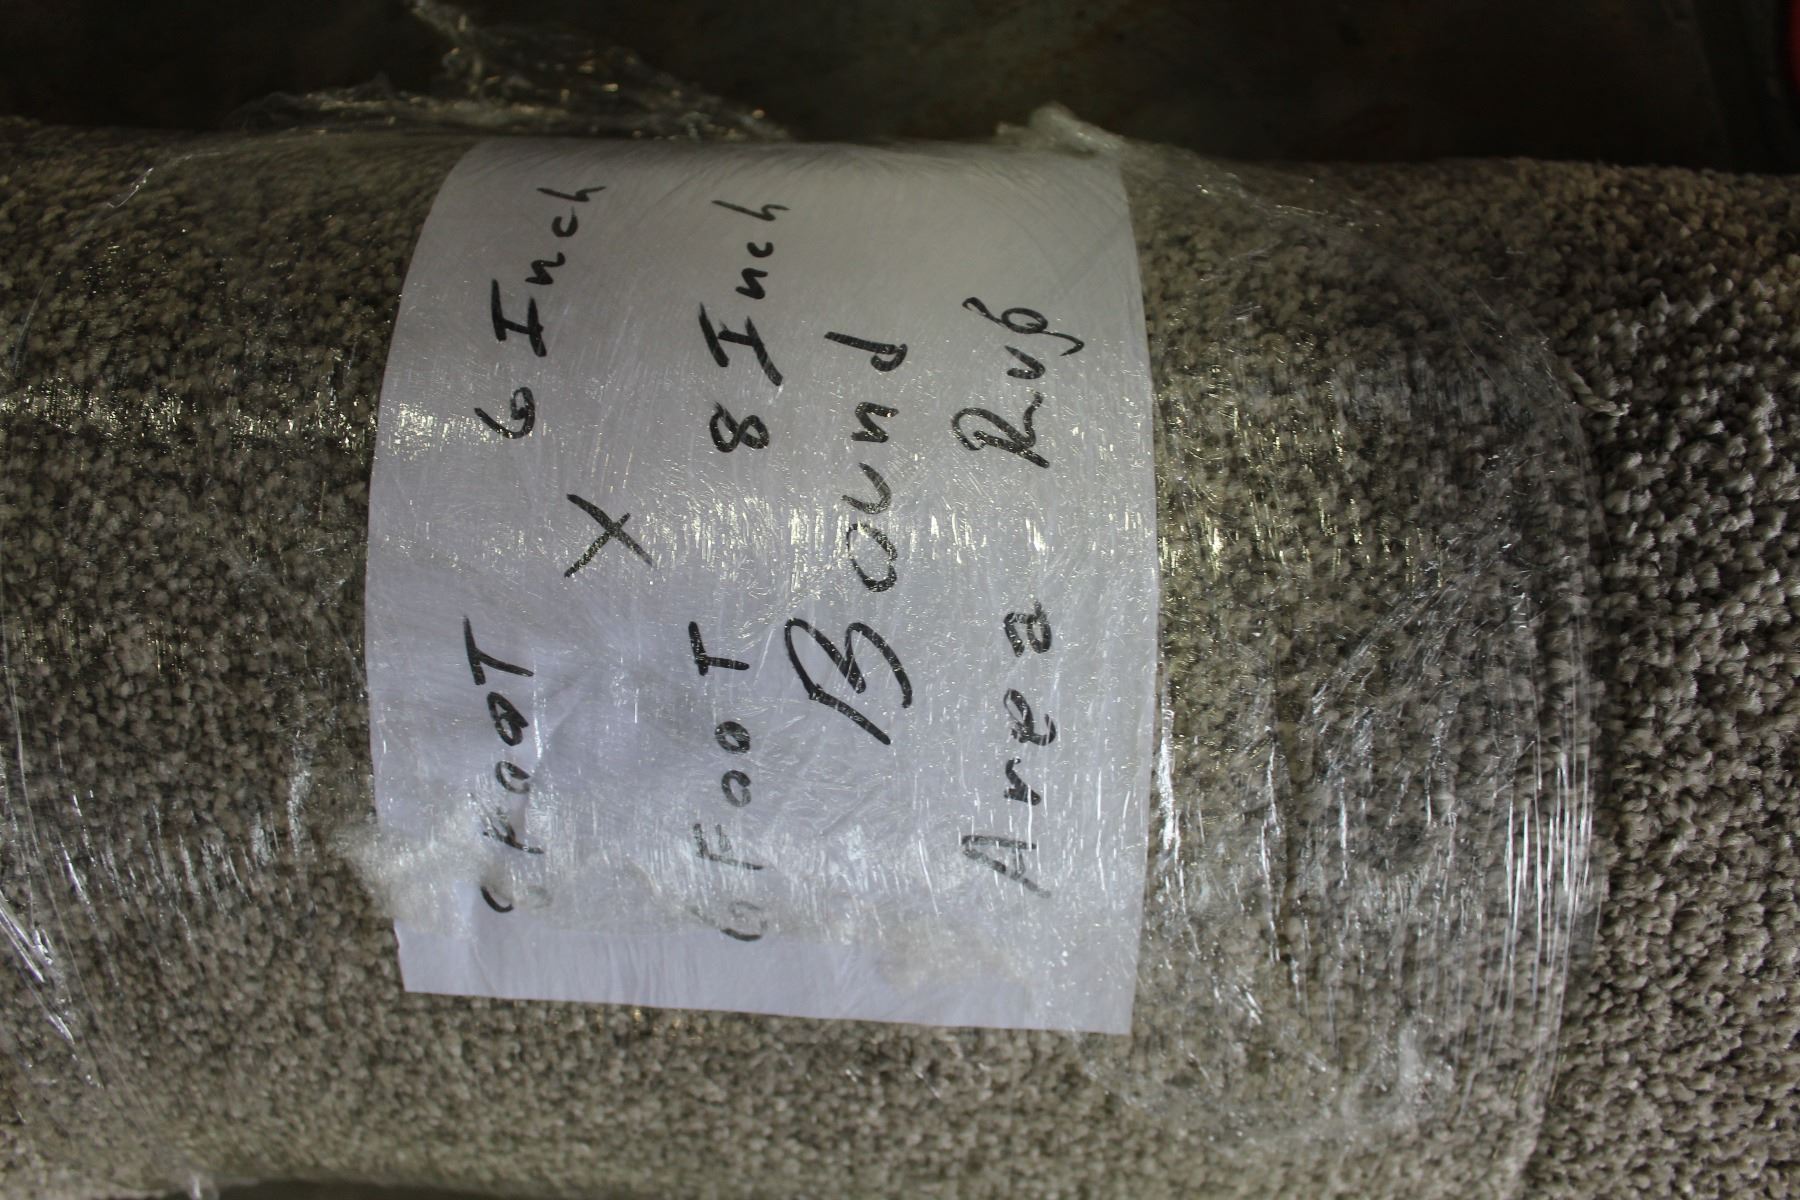 6 FooT 6 Inch
X
6 FooT 8 Inch
Bound
Area Rug